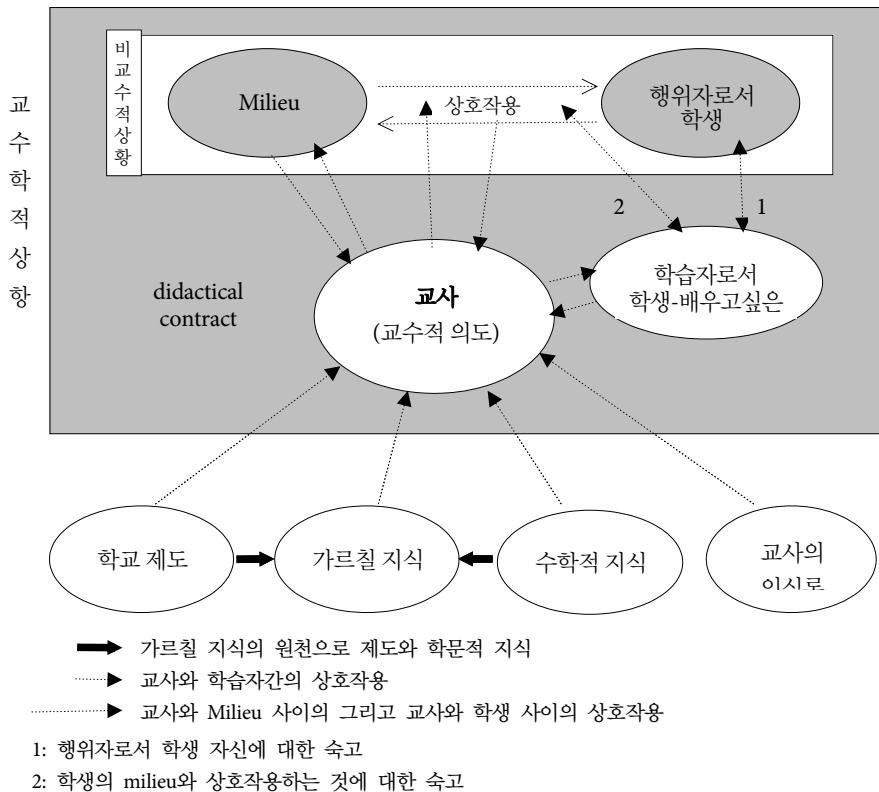 교수학적상항
비교수적상황
Milieu
상호작용
행위자로서
학생
2
1
didactical
contract
교사
(교수적 의도)
학습자로서
학생-배우고싶은
학교 제도
가르칠 지식
수학적 지식
교사의
가르칠 지식의 원천으로 제도와 학문적 지식
교사와 학습자간의 상호작용
교사와 Milieu 사이의 그리고 교사와 학생 사이의 상호작용
1: 행위자로서 학생 자신에 대한 숙고
2: 학생의 milieu와 상호작용하는 것에 대한 숙고